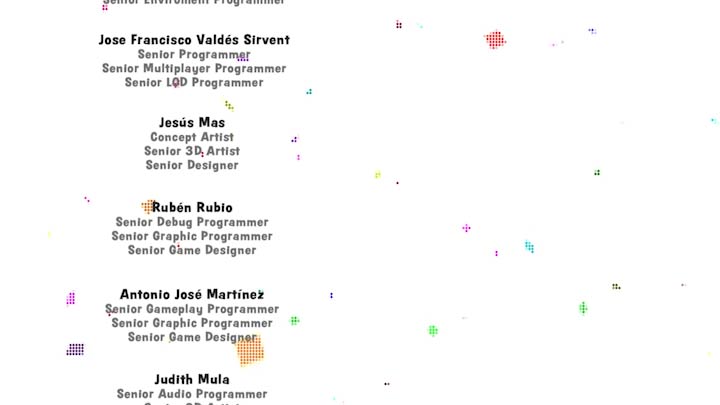 Senior Enviroment Programmer
Jose Francisco Valdés Sirvent
Senior Programmer
Senior Multiplayer Programmer
Senior LOD Programmer
Jesús Mas
Concept Artist
Senior 3D Artist
Senior Designer
Rubén Rubio
Senior Debug Programmer
Senior Graphic Programmer
Senior Game Designer
Antonio José Martínez
Senior Gameplay Programmer
Senior Graphic Programmer
Senior Game Designer
Judith Mula
Senior Audio Programmer